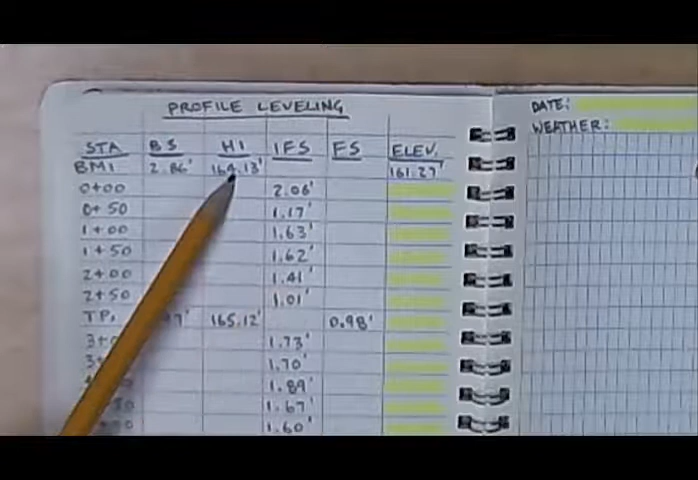 PROFILE LEVELING
DATE:
WEATHER:
STA BS HI IFS FS ELEV.
BM1 2.86' 164.13' 161.27'
0+00 2.06'
0+50 1.17'
1+00 1.63'
1+50 1.62'
2+00 1.41'
2+50 1.01'
TP₁ 165.12' 0.98'
1.73'
1.70'
1.89'
1.67'
1.60'